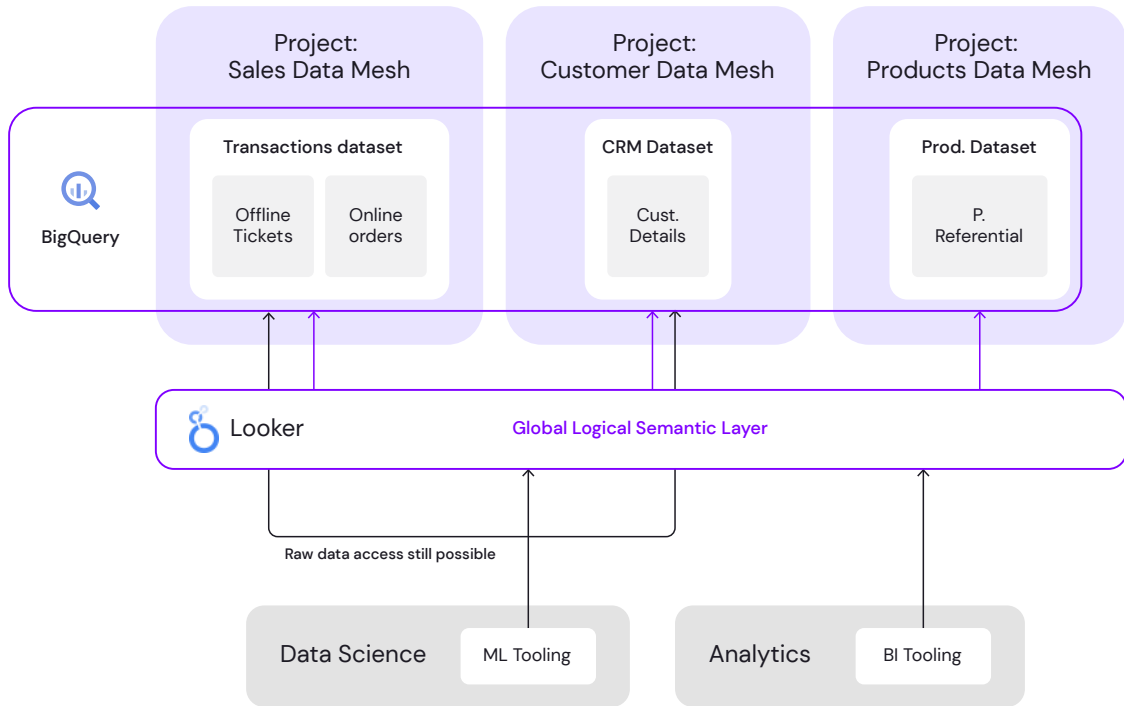 Project:
Sales Data Mesh
Project:
Customer Data Mesh
Project:
Products Data Mesh
Transactions dataset
CRM Dataset
Prod. Dataset
Offline
Tickets
Online
orders
Cust.
Details
P.
Referential
BigQuery
Looker
Global Logical Semantic Layer
Raw data access still possible
Data Science
ML Tooling
Analytics
BI Tooling